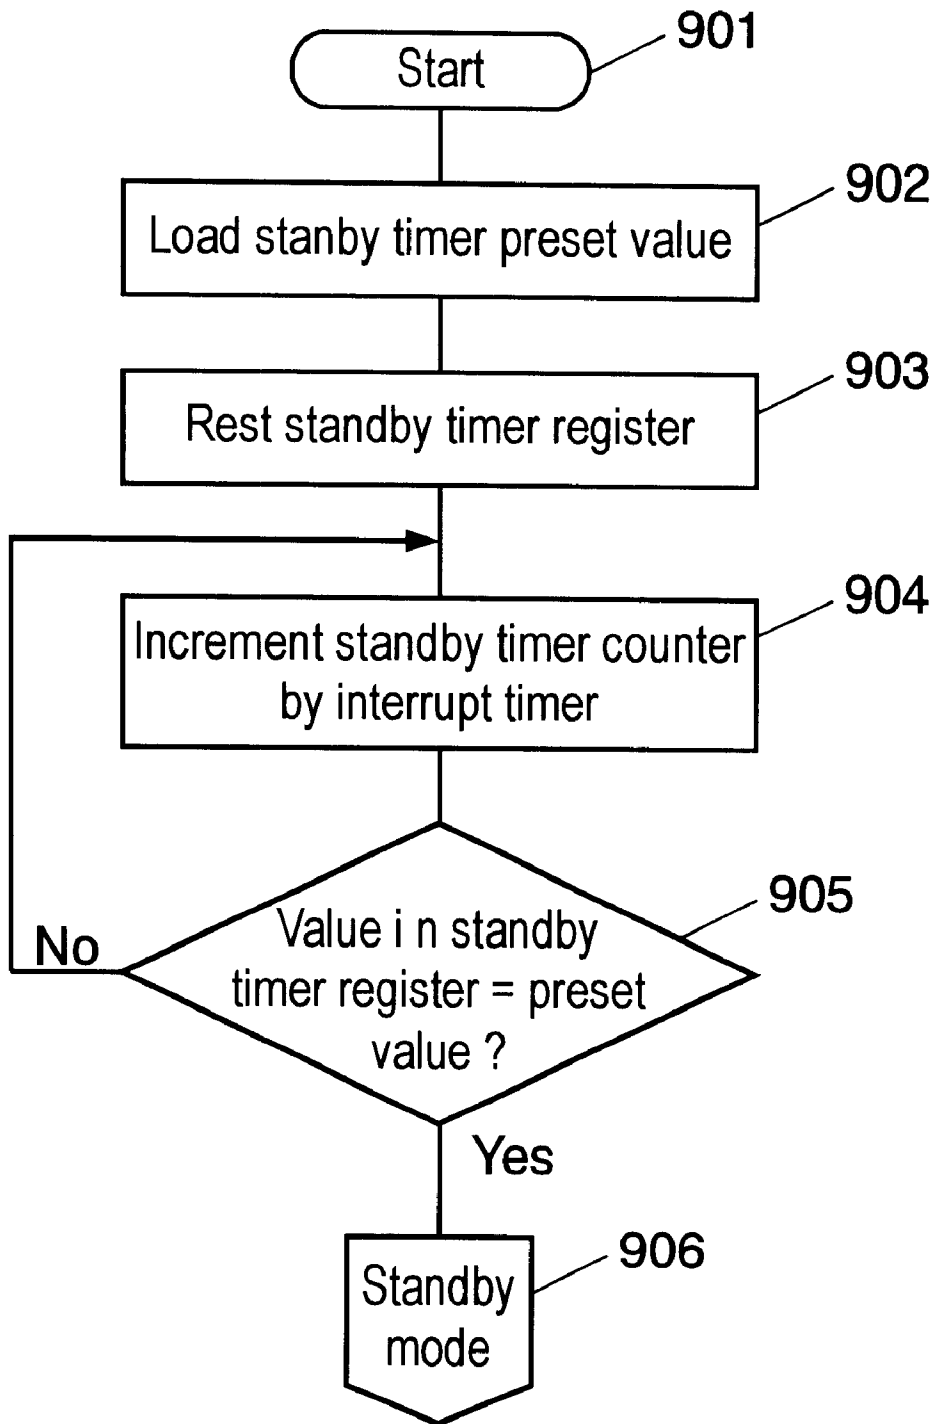 Start
901
Load stanby timer preset value
902
Rest standby timer register
903
Increment standby timer counter
by interrupt timer
904
Value i n standby
timer register = preset
value ?
905
No
Yes
Standby
mode
906